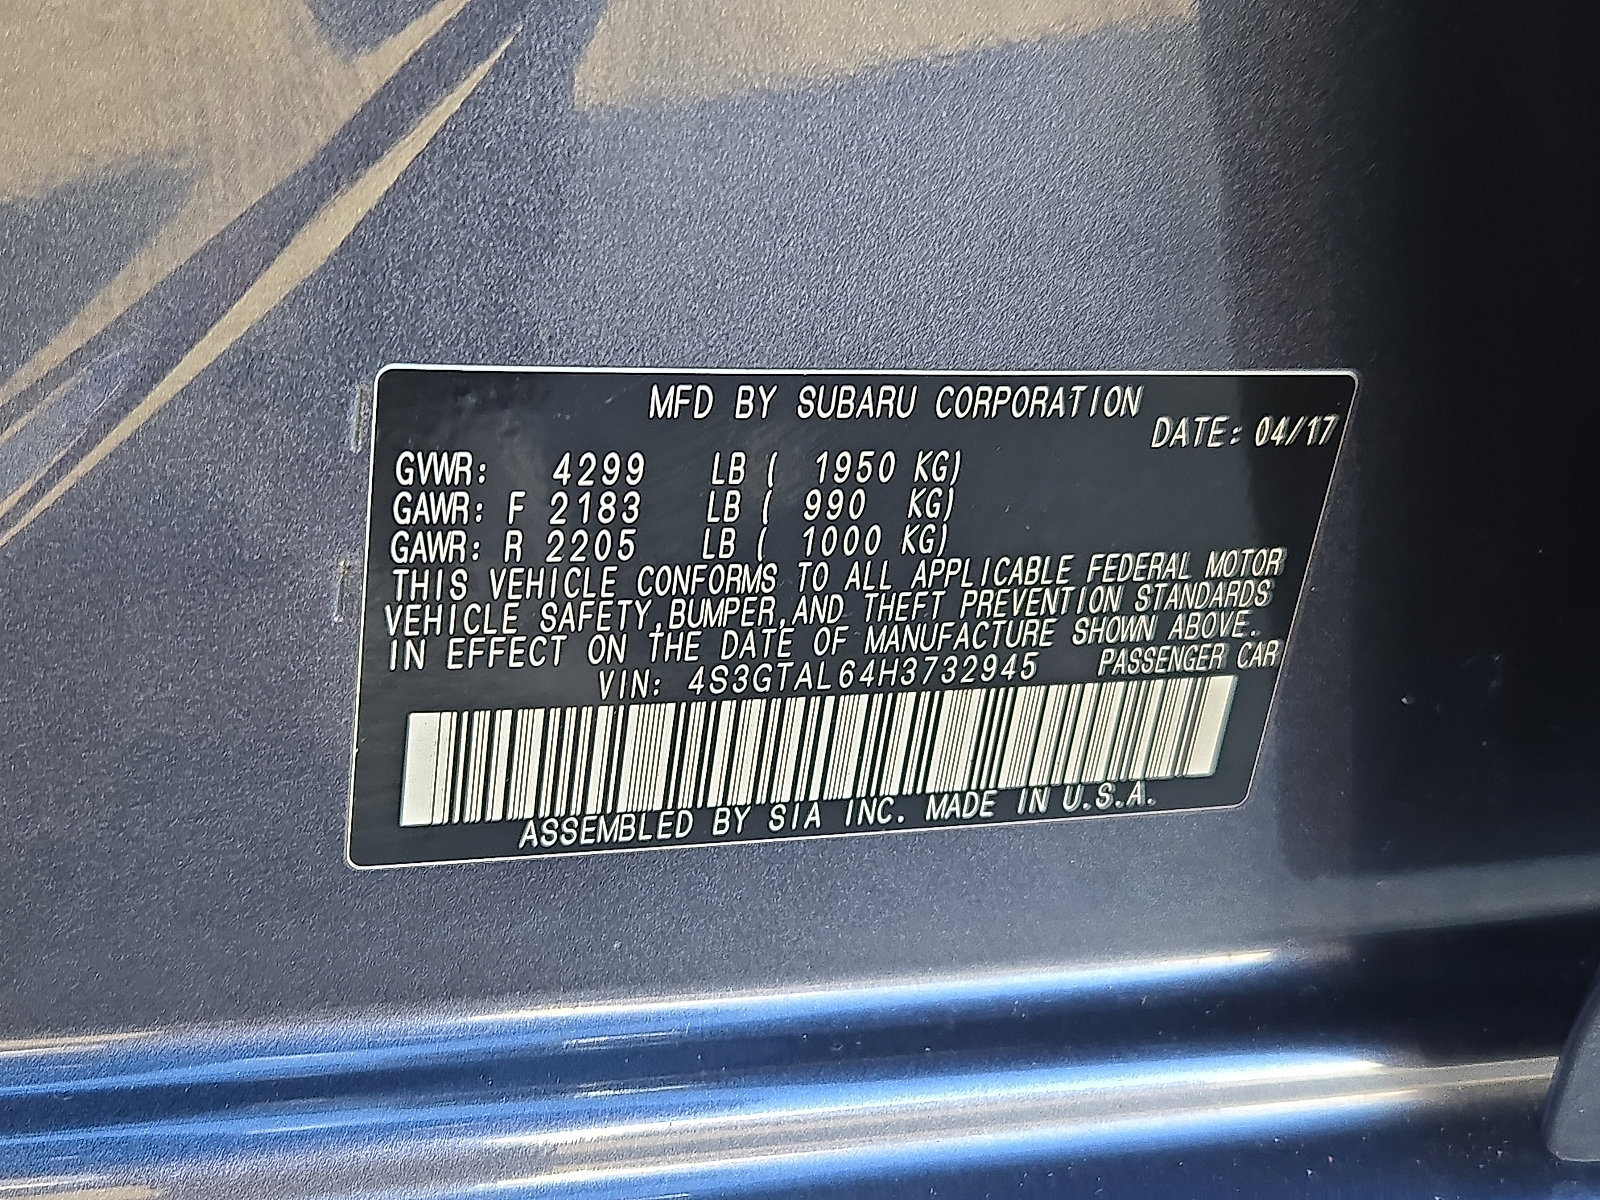 MFD BY SUBARU CORPORATION
DATE: 04/17
GVWR: 4299 LB ( 1950 KG)
GAWR: F 2183 LB ( 990 KG)
GAWR: R 2205 LB ( 1000 KG)
THIS VEHICLE CONFORMS TO ALL APPLICABLE FEDERAL MOTOR
VEHICLE SAFETY,BUMPER,AND THEFT PREVENTION STANDARDS
IN EFFECT ON THE DATE OF MANUFACTURE SHOWN ABOVE.
VIN: 4S3GTAL64H3732945 PASSENGER CAR
ASSEMBLED BY SIA INC. MADE IN U.S.A.